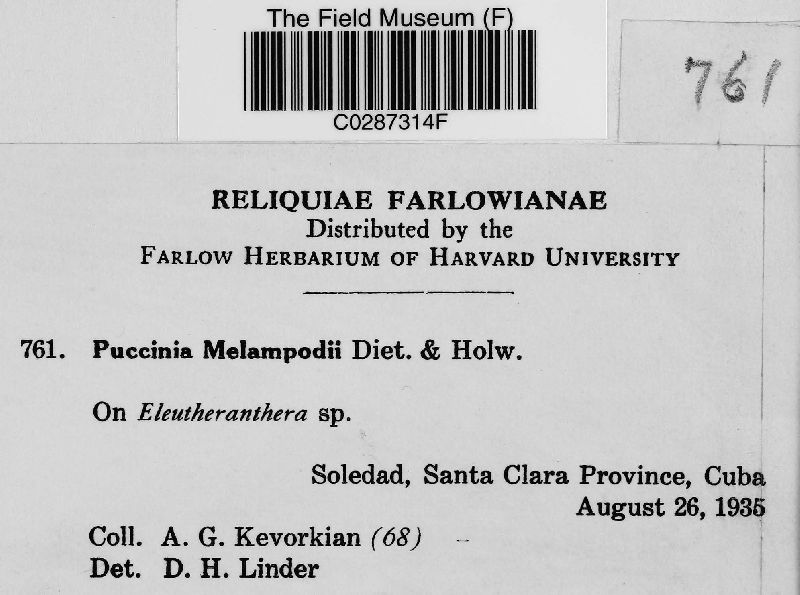 The Field Museum (F)
C0287314F
761
RELIQUIAE FARLOWIANAE
Distributed by the
FARLOW HERBARIUM OF HARVARD UNIVERSITY
761. Puccinia Melampodii Diet. & Holw.
On Eleutheranthera sp.
Soledad, Santa Clara Province, Cuba
August 26, 1935
Coll. A. G. Kevorkian (68)
Det. D. H. Linder